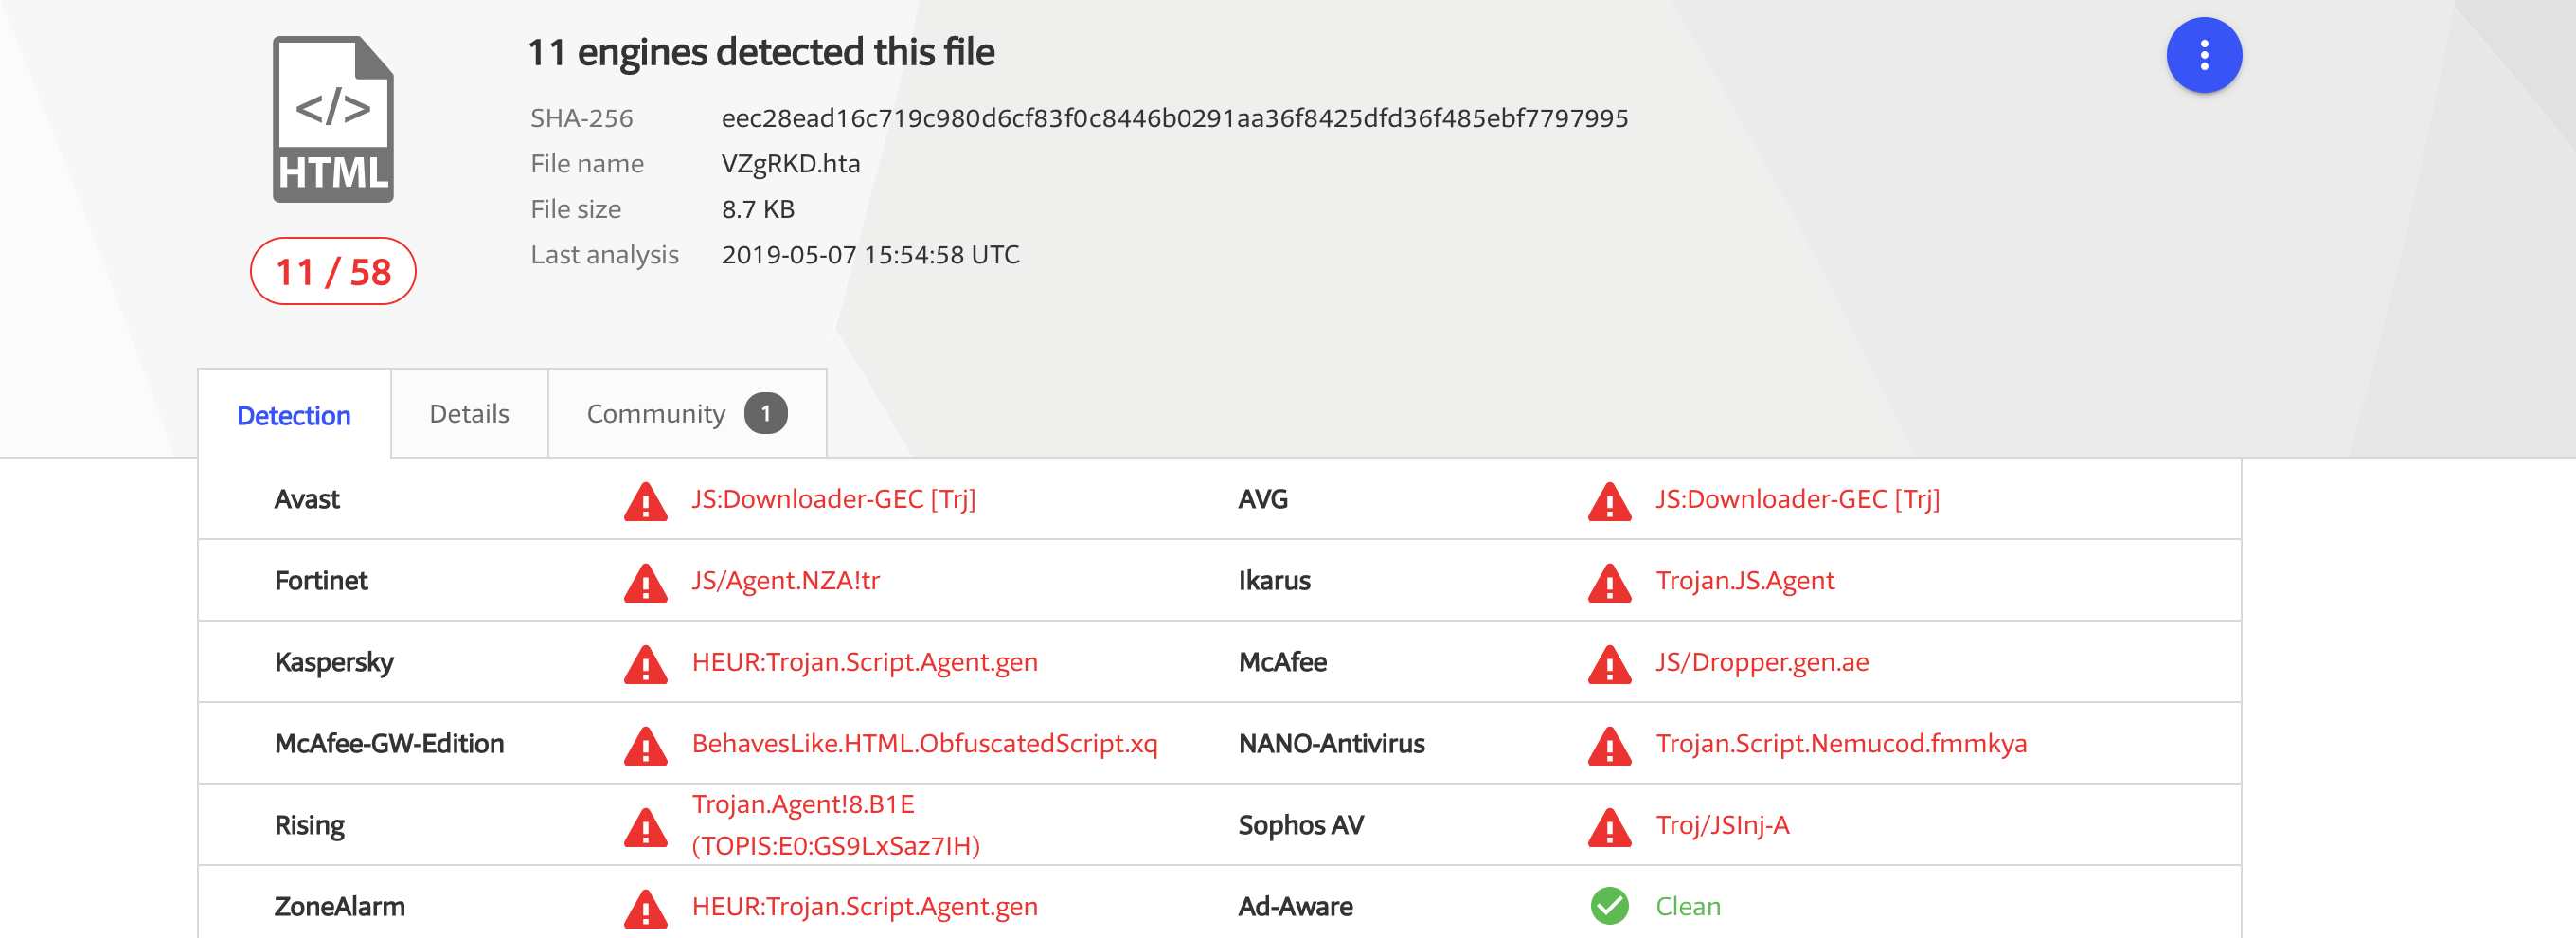 </>
HTML
11 / 58
11 engines detected this file
SHA-256 eec28ead16c719c980d6cf83f0c8446b0291aa36f8425dfd36f485ebf7797995
File name VZgRKD.hta
File size 8.7 KB
Last analysis 2019-05-07 15:54:58 UTC
Detection Details Community 1
Avast JS:Downloader-GEC [Trj] AVG JS:Downloader-GEC [Trj]
Fortinet JS/Agent.NZA!tr Ikarus Trojan.JS.Agent
Kaspersky HEUR:Trojan.Script.Agent.gen McAfee JS/Dropper.gen.ae
McAfee-GW-Edition BehavesLike.HTML.ObfuscatedScript.xq NANO-Antivirus Trojan.Script.Nemucod.fmmkya
Rising Trojan.Agent!8.B1E
(TOPIS:E0:GS9LxSaz7IH) Sophos AV Troj/JSInj-A
ZoneAlarm HEUR:Trojan.Script.Agent.gen Ad-Aware Clean